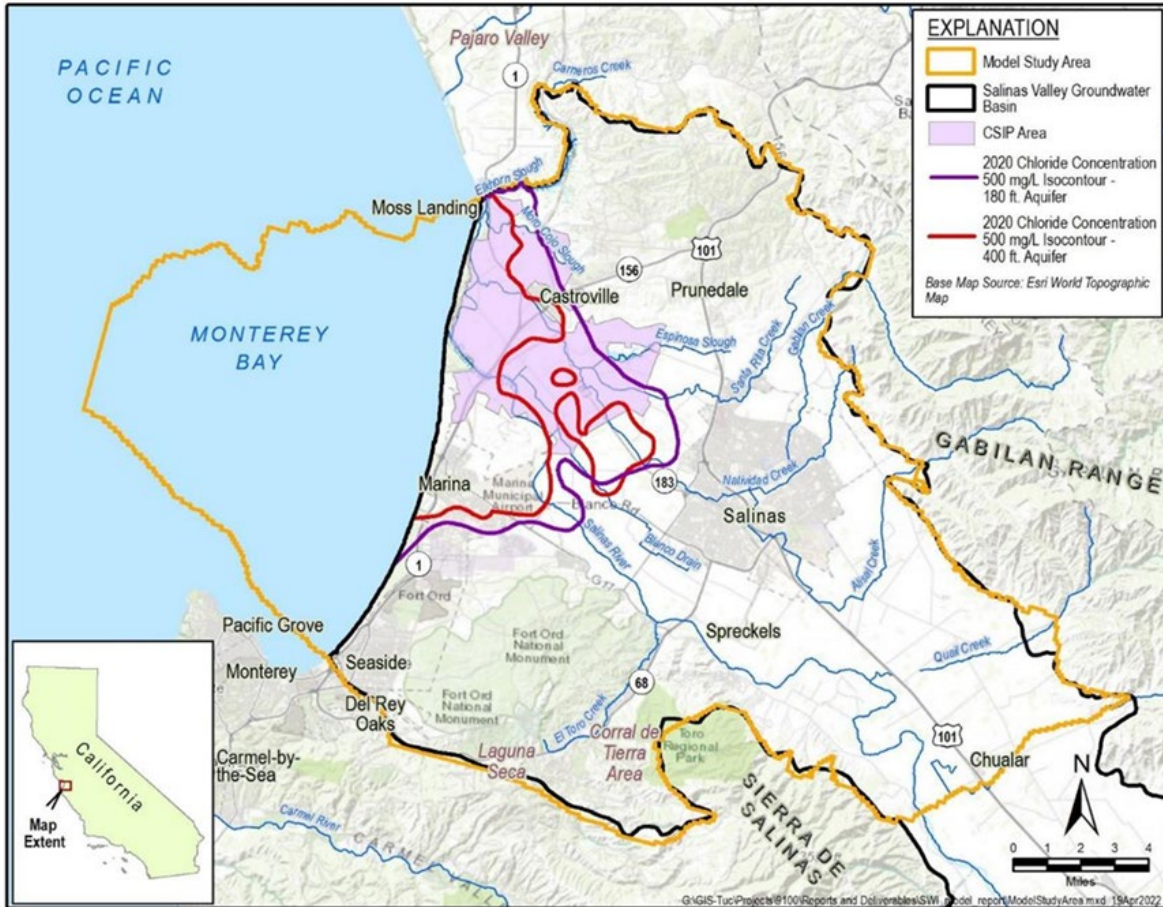 Pajaro Valley
1
Carneros Creek
PACIFIC
OCEAN
EXPLANATION
Model Study Area
Salinas Valley Groundwater
Basin
CSIP Area
2020 Chloride Concentration
500 mg/L Isocontour -
180 ft. Aquifer
2020 Chloride Concentration
500 mg/L Isocontour -
400 ft. Aquifer
Base Map Source: Esri World Topographic
Map
156
Elkhorn Slough
Moss Landing
Moro Cojo Slough
101
156
Castroville
Prunedale
MONTEREY
BAY
Espinosa Slough
Santa Rita Creek
Gabilan Creek
GABILAN RANGE
Marina
Marina
Municipal
Airport
Blanco Rd
183
Natividad Creek
Salinas
Salinas River
Blanco Drain
Alisal Creek
1
Fort Ord
G17
Pacific Grove
Monterey
Seaside
Fort Ord
National
Monument
Spreckels
Quail Creek
68
Del Rey
Oaks
Fort Ord
National
Monument
El Toro Creek
Carmel-by-
the-Sea
Laguna
Seca
Corral de
Tierra
Area
Toro
Regional
Park
101
Chualar
N
SIERRA DE
SALINAS
Carmel River
California
Map
Extent
0 1 2 3 4
Miles